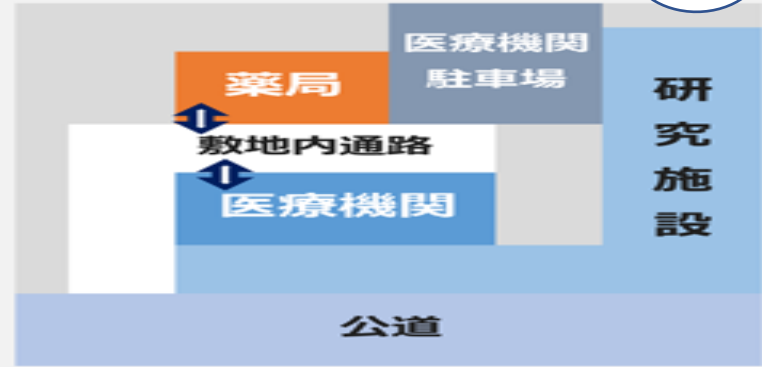 医療機関
駐車場
薬局
敷地内通路
医療機関
研究施設
公道